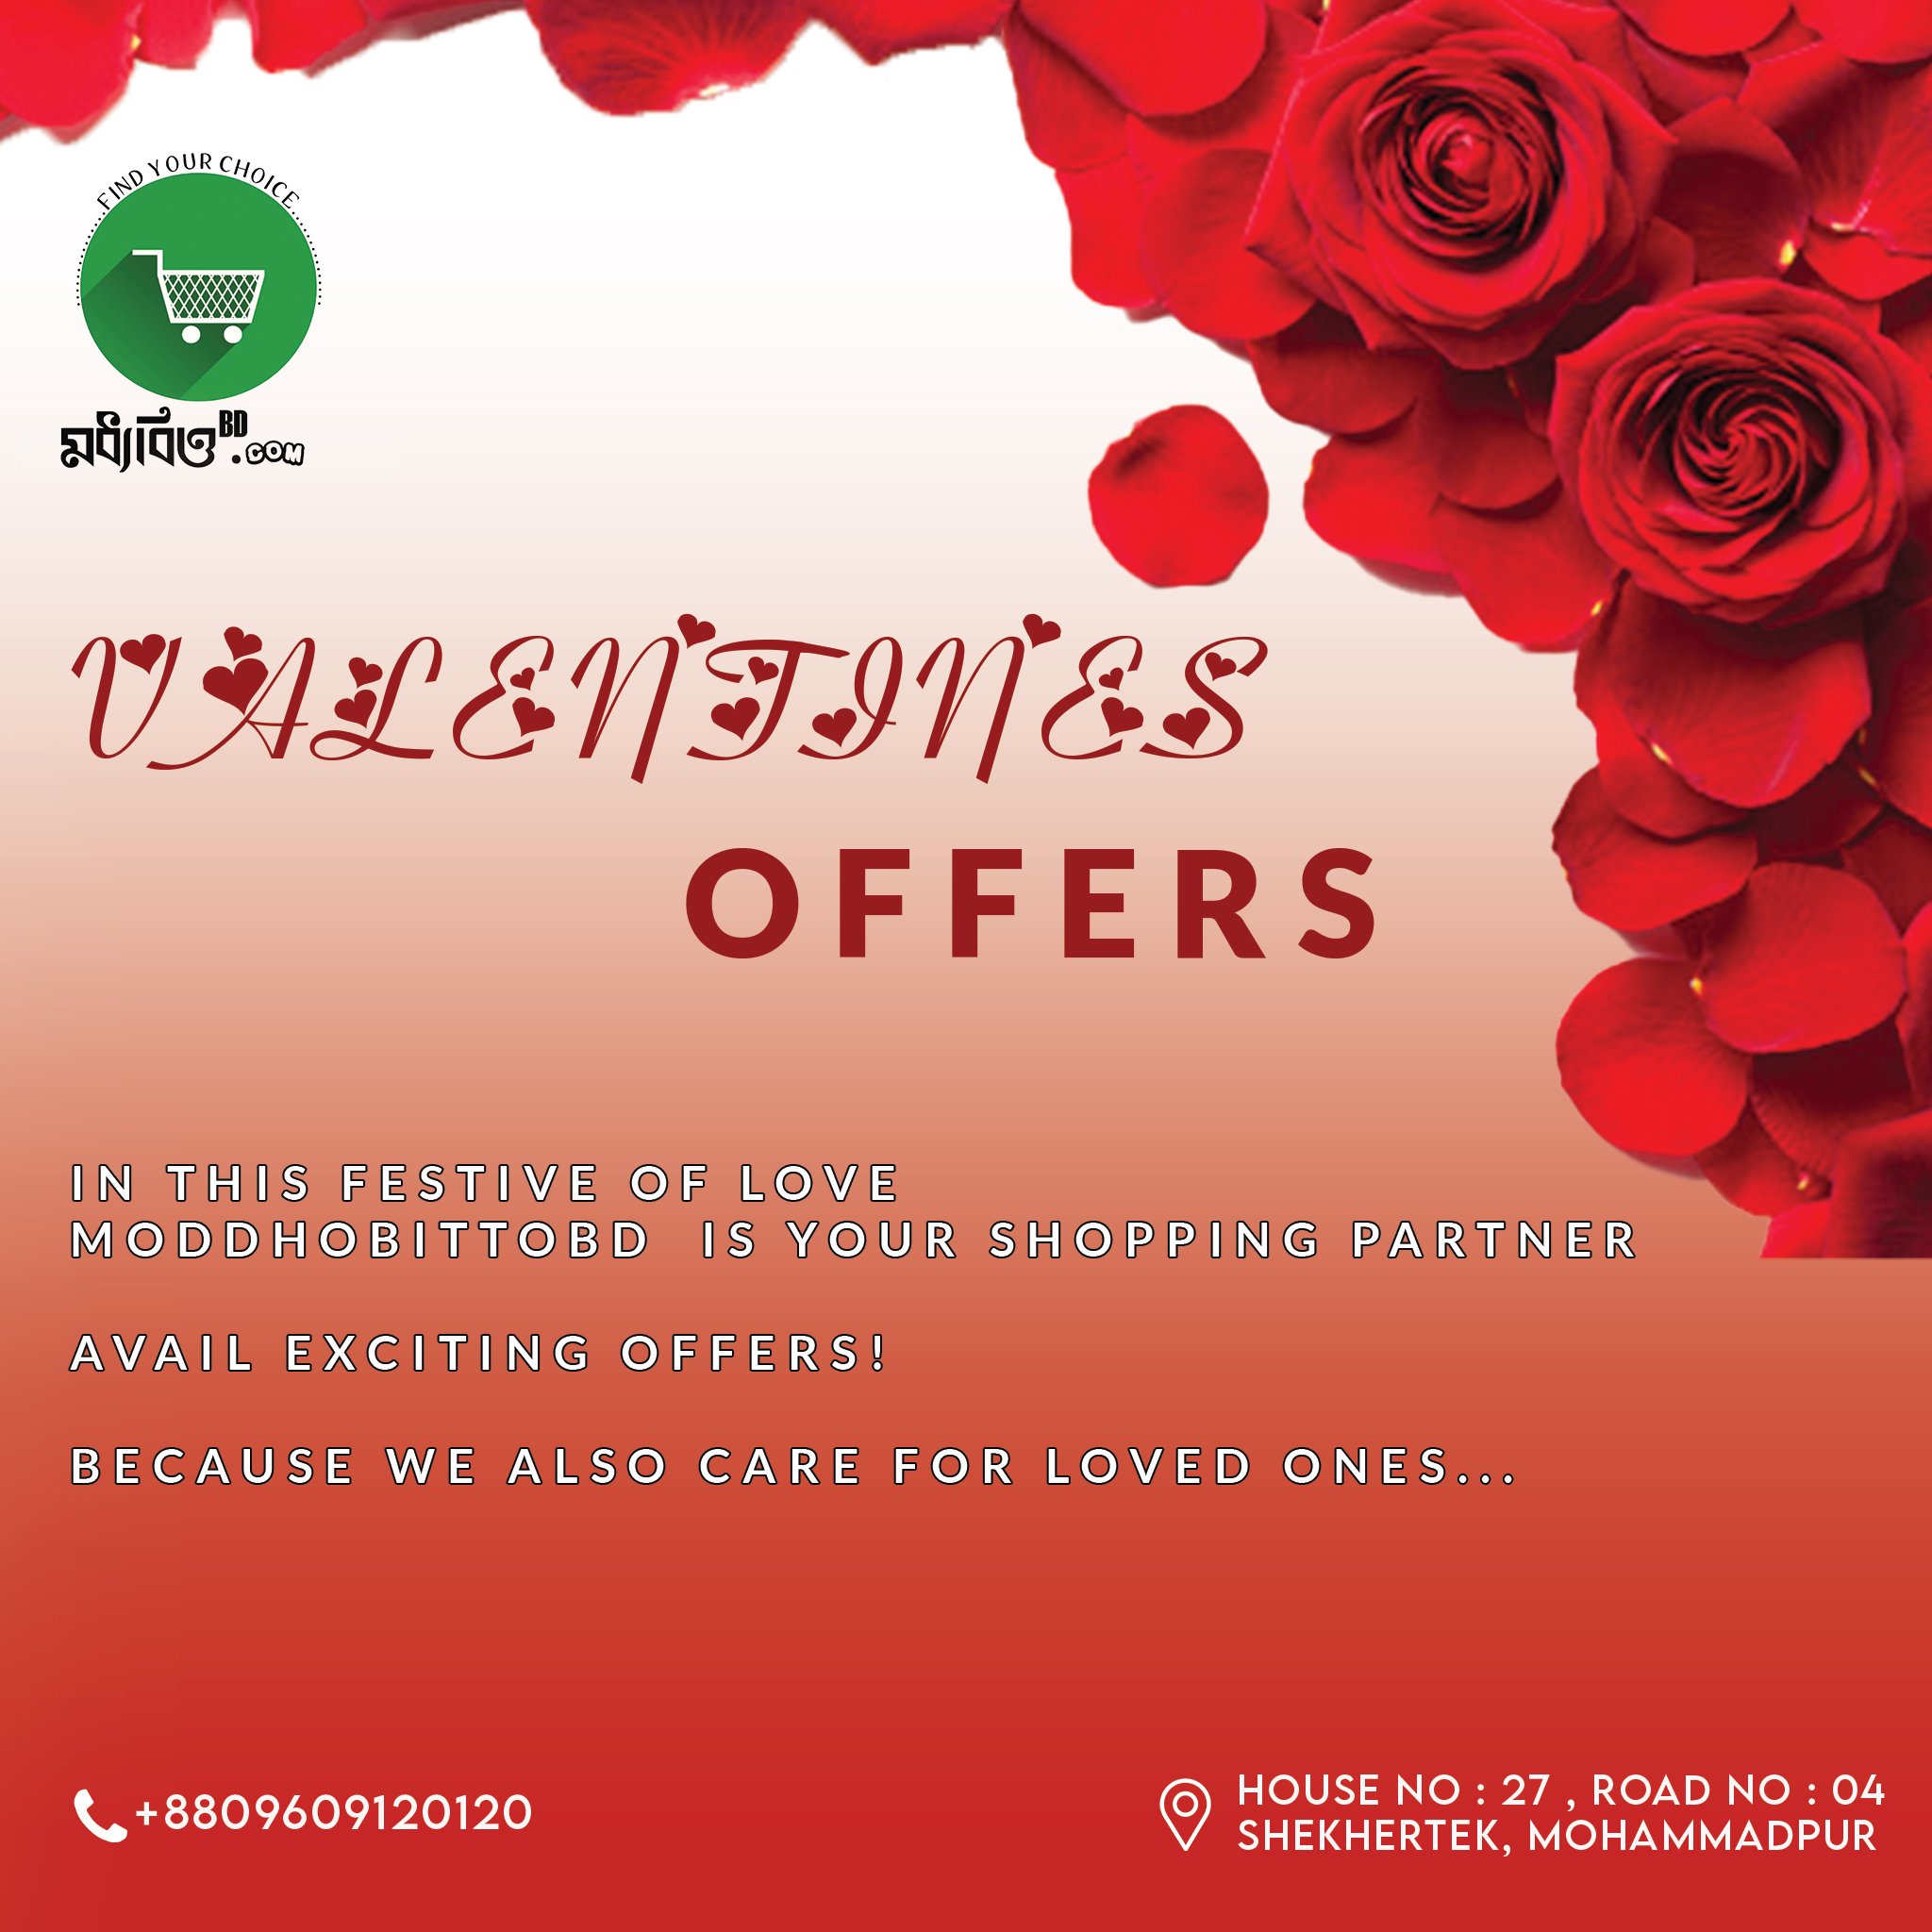 ...FIND YOUR CHOICE...
মধ্যবিত্তBD.COM
VALENTINES
OFFERS
IN THIS FESTIVE OF LOVE
MODDHOBITTOBD IS YOUR SHOPPING PARTNER
AVAIL EXCITING OFFERS!
BECAUSE WE ALSO CARE FOR LOVED ONES...
+8809609120120
HOUSE NO : 27 , ROAD NO : 04
SHEKHERTEK, MOHAMMADPUR